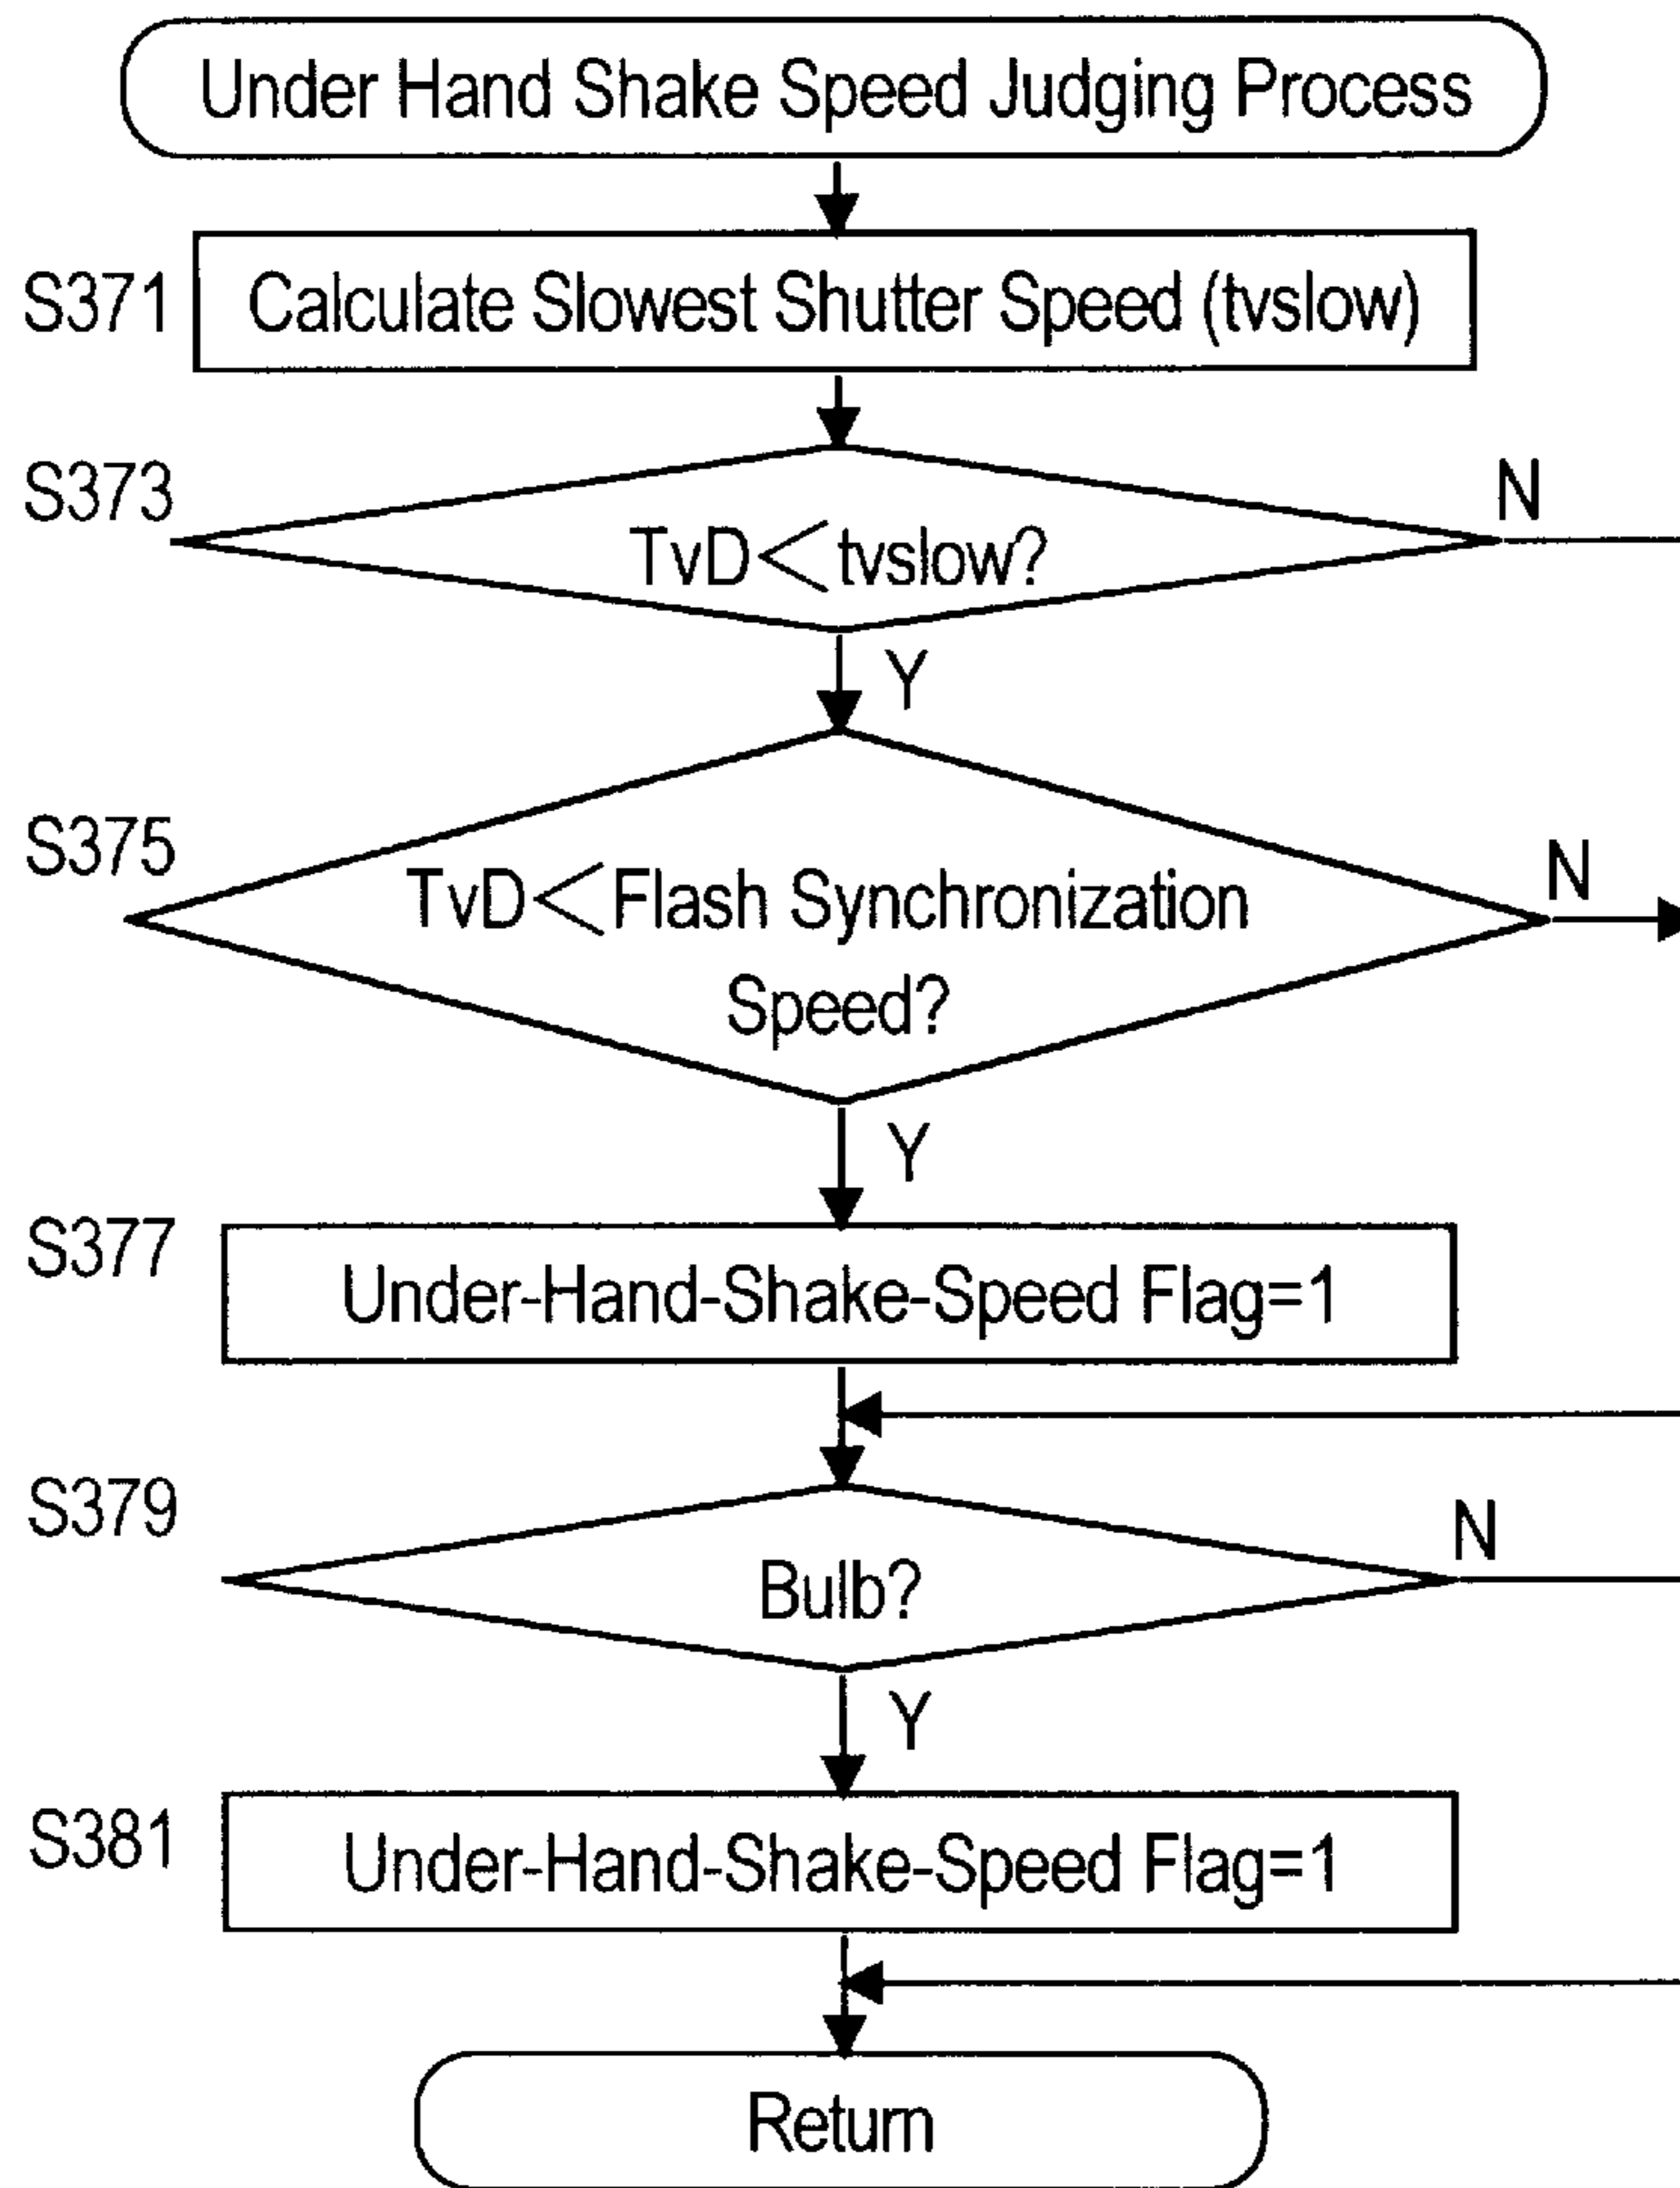 Under Hand Shake Speed Judging Process
S371
Calculate Slowest Shutter Speed (tvslow)
S373
TvD<tvslow?
N
Y
S375
TvD<Flash Synchronization
Speed?
N
Y
S377
Under-Hand-Shake-Speed Flag=1
S379
Bulb?
N
Y
S381
Under-Hand-Shake-Speed Flag=1
Return